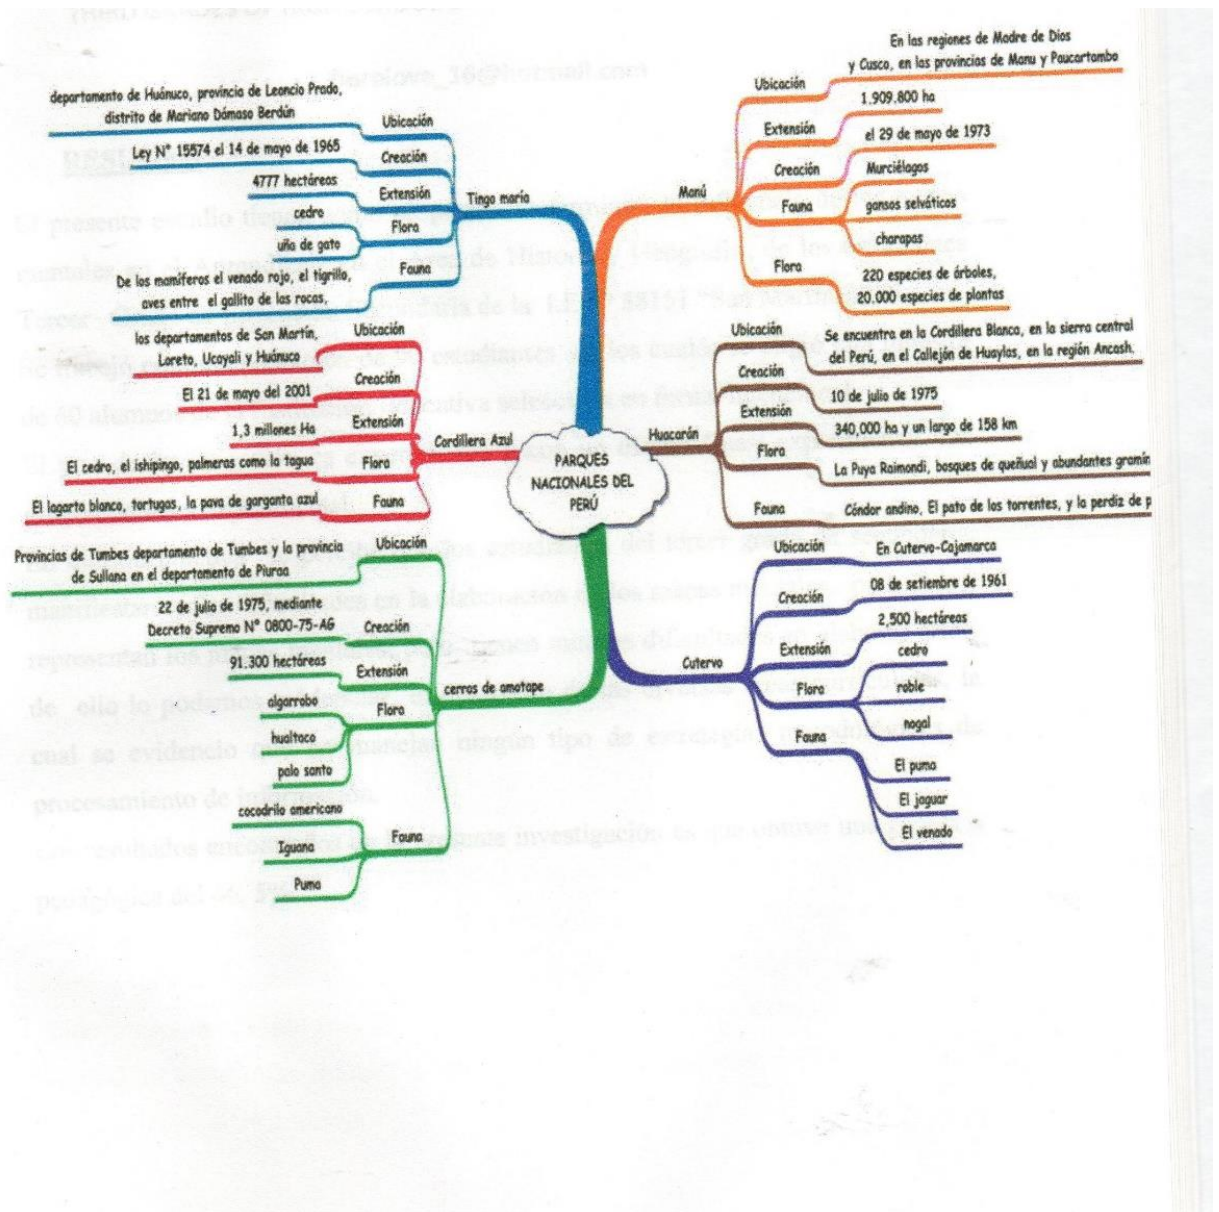 PARQUES
NACIONALES DEL
PERÚ
Tingo maría
Ubicación
departamento de Huánuco, provincia de Leoncio Prado,
distrito de Mariano Dámaso Berdún
Creación
Ley N° 15574 el 14 de mayo de 1965
Extensión
4777 hectáreas
Flora
cedro
uña de gato
Fauna
De los mamíferos el venado rojo, el tigrillo,
aves entre el gallito de las rocas,
Cordillera Azul
Ubicación
los departamentos de San Martín,
Loreto, Ucayali y Huánuco
Creación
El 21 de mayo del 2001
Extensión
1,3 millones Ha
Flora
El cedro, el ishipingo, palmeras como la tagua
Fauna
El lagarto blanco, tortugas, la pava de garganta azul
cerros de amotape
Ubicación
Provincias de Tumbes departamento de Tumbes y la provincia
de Sullana en el departamento de Piuraa
Creación
22 de julio de 1975, mediante
Decreto Supremo N° 0800-75-AG
Extensión
91.300 hectáreas
Flora
algarrobo
hualtaco
palo santo
Fauna
cocodrilo americano
Iguana
Puma
Manú
Ubicación
En las regiones de Madre de Dios
y Cusco, en las provincias de Manu y Paucartambo
Extensión
1.909.800 ha
Creación
el 29 de mayo de 1973
Fauna
Murciélagos
gansos selváticos
charapas
Flora
220 especies de árboles,
20.000 especies de plantas
Huacarán
Ubicación
Se encuentra en la Cordillera Blanca, en la sierra central
del Perú, en el Callejón de Huaylas, en la región Ancash.
Creación
10 de julio de 1975
Extensión
340,000 ha y un largo de 158 km
Flora
La Puya Raimondi, bosques de queñual y abundantes gramín
Fauna
Cóndor andino, El pato de los torrentes, y la perdiz de p
Cutervo
Ubicación
En Cutervo-Cajamarca
Creación
08 de setiembre de 1961
Extensión
2,500 hectáreas
Flora
cedro
roble
nogal
Fauna
El puma
El jaguar
El venado